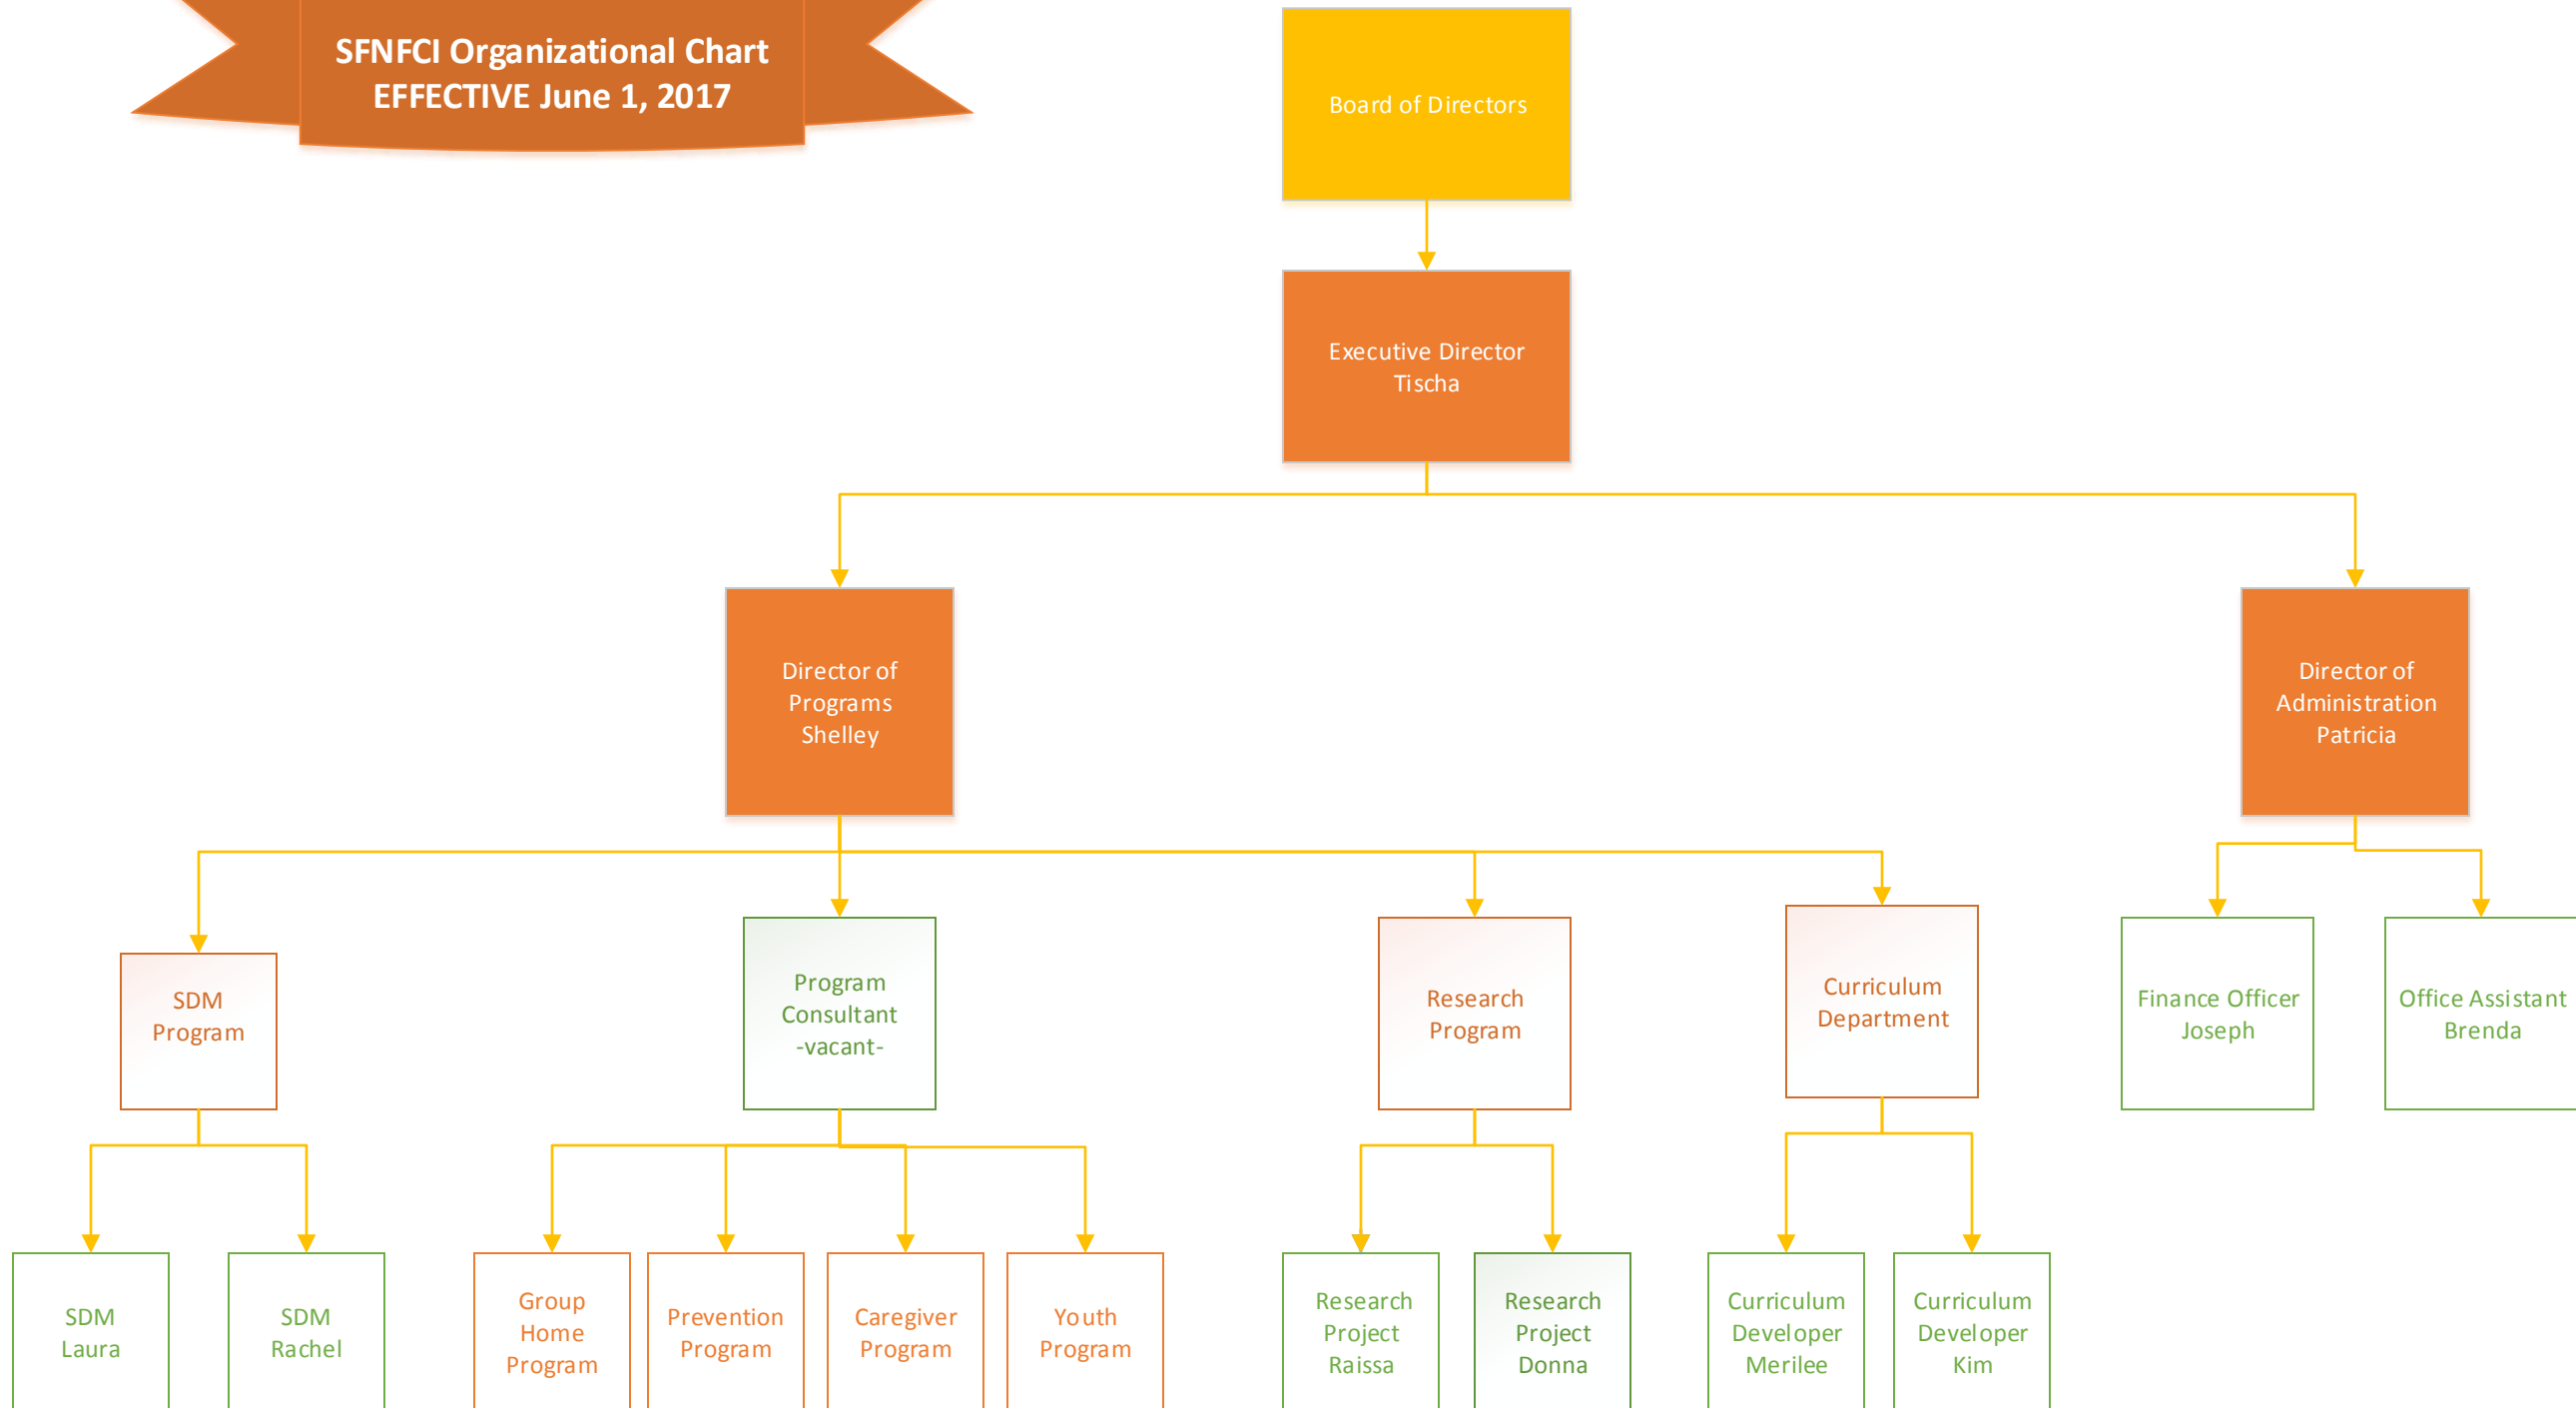 SFNFCI Organizational Chart
EFFECTIVE June 1, 2017
Board of Directors
Executive Director
Tischa
Director of
Programs
Shelley
Director of
Administration
Patricia
SDM
Program
Program
Consultant
-vacant-
Research
Program
Curriculum
Department
Finance Officer
Joseph
Office Assistant
Brenda
SDM
Laura
SDM
Rachel
Group
Home
Program
Prevention
Program
Caregiver
Program
Youth
Program
Research
Project
Raissa
Research
Project
Donna
Curriculum
Developer
Merilee
Curriculum
Developer
Kim